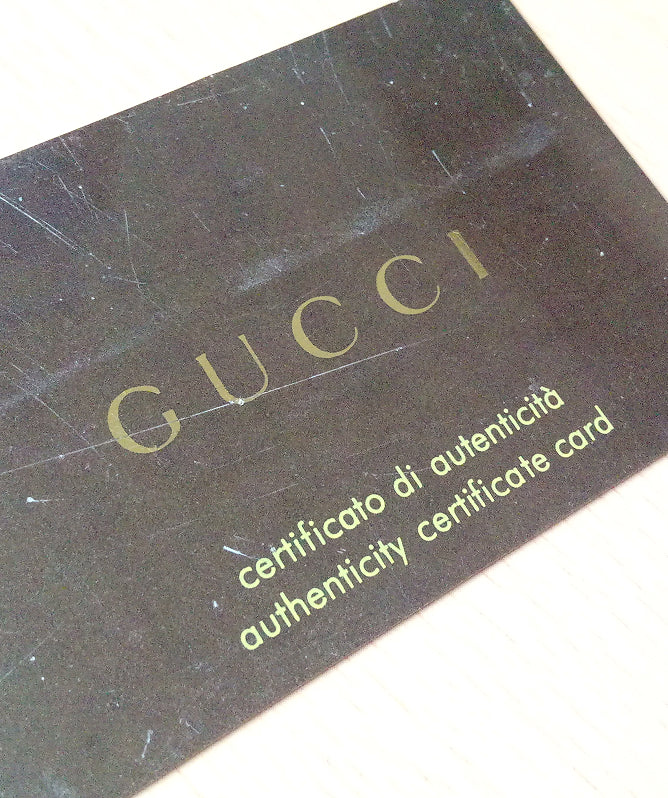 GUCCI
certificato di autenticità
authenticity certificate card